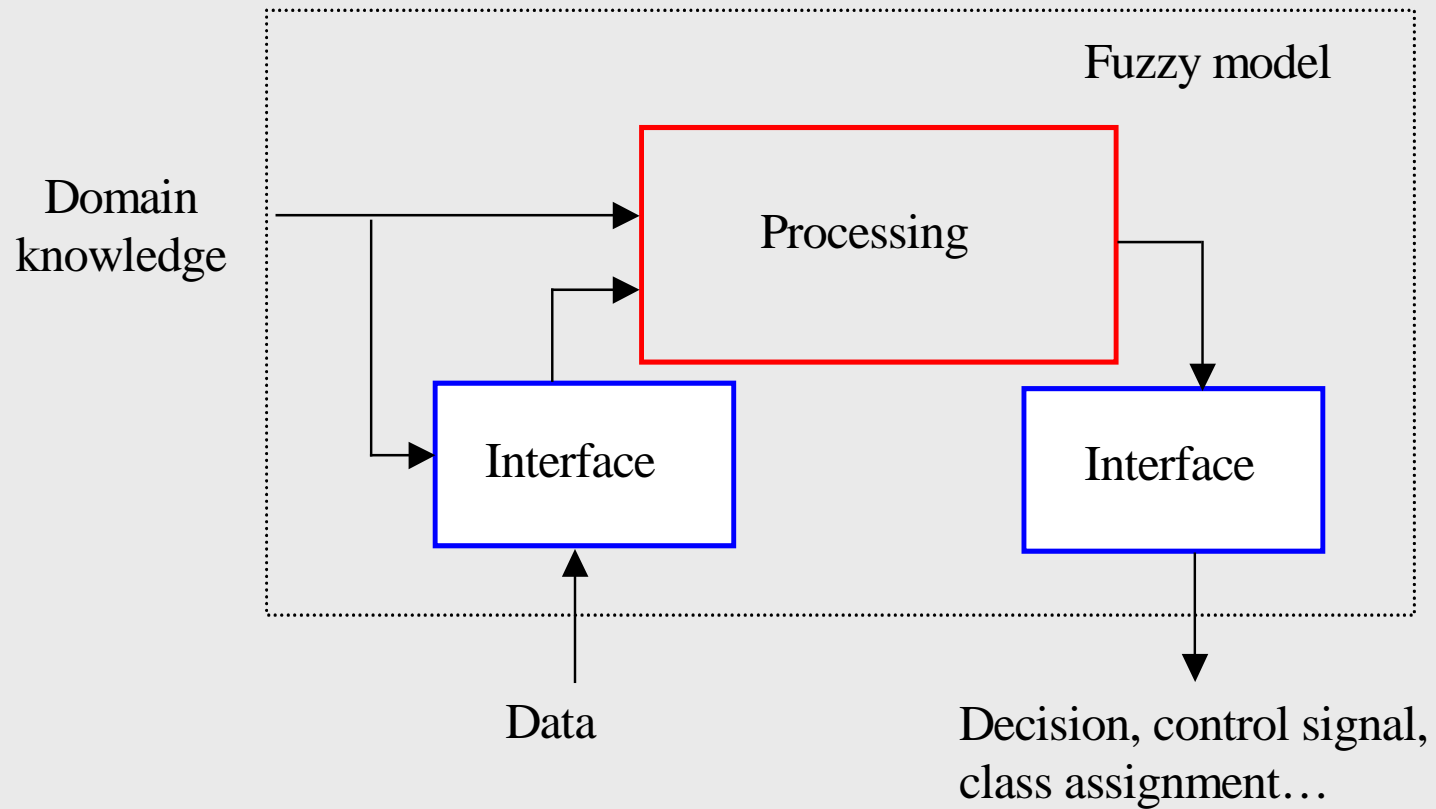 Fuzzy model
Domain
knowledge
Processing
Interface
Interface
Data
Decision, control signal,
class assignment…